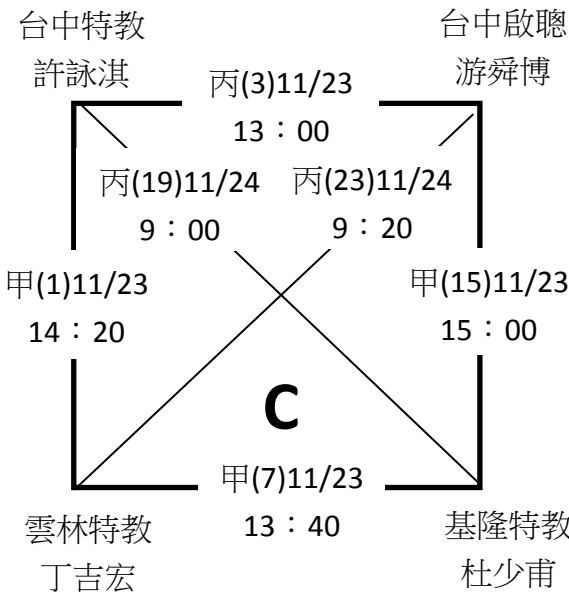 台中特教
許詠淇
台中啟聰
游舜博
丙(3)11/23
13：00
丙(19)11/24
9：00
丙(23)11/24
9：20
甲(1)11/23
14：20
甲(15)11/23
15：00
C
甲(7)11/23
13：40
雲林特教
丁吉宏
基隆特教
杜少甫